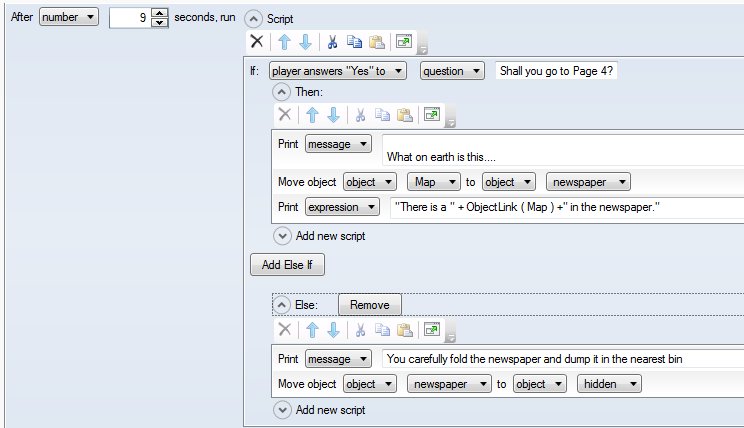 After number 9 seconds, run Script
If: player answers "Yes" to question Shall you go to Page 4?
Then:
Print message What on earth is this....
Move object object Map to object newspaper
Print expression "There is a " + ObjectLink ( Map ) +" in the newspaper."
Add new script
Add Else If
Else: Remove
Print message You carefully fold the newspaper and dump it in the nearest bin
Move object object newspaper to object hidden
Add new script